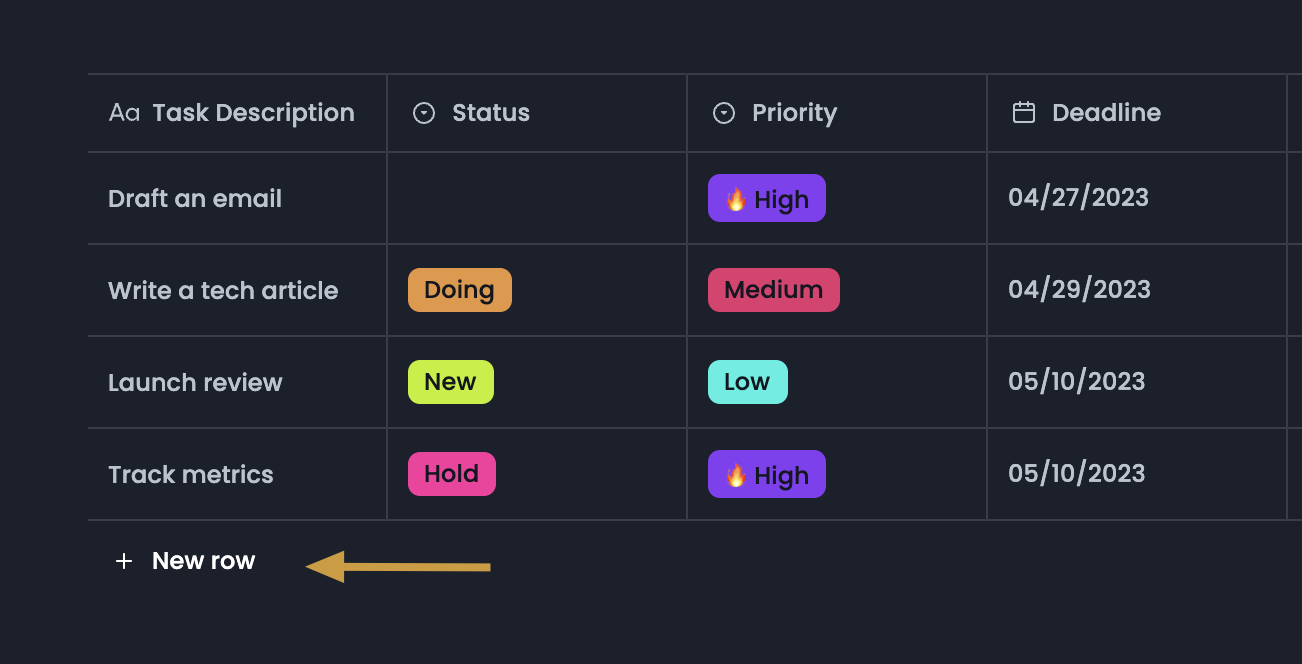 Aa Task Description Status Priority Deadline
Draft an email 🔥 High 04/27/2023
Write a tech article Doing Medium 04/29/2023
Launch review New Low 05/10/2023
Track metrics Hold 🔥 High 05/10/2023
+ New row